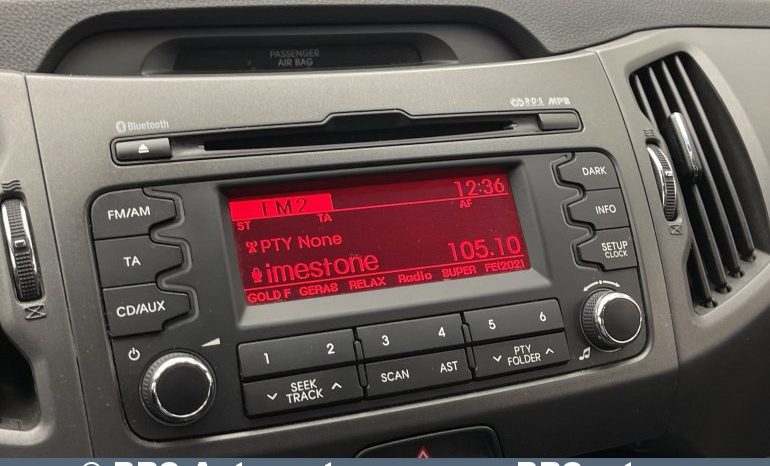 PASSENGER
AIR BAG
Bluetooth
RDS MP3
FM/AM
TA
CD/AUX
FM2
12:36
ST TA AF
PTY None
imestone 105.10
GOLD F GERAS RELAX Radio SUPER FE(2021
DARK
INFO
SETUP
CLOCK
1 2 3 4 5 6
SEEK
TRACK
SCAN AST
PTY
FOLDER